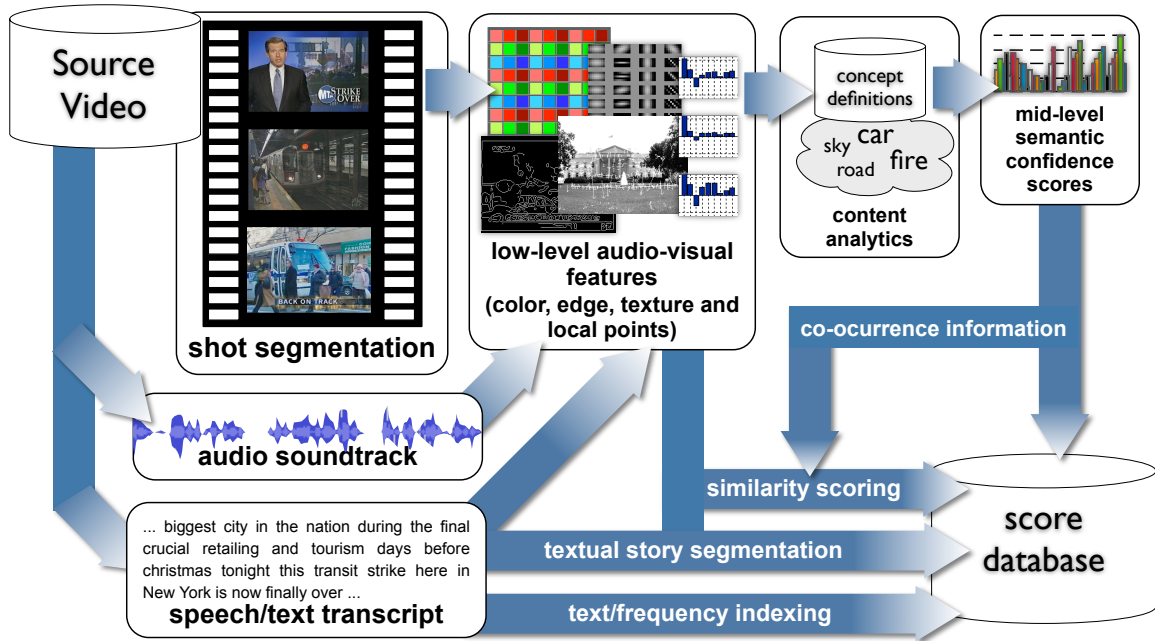 Source
Video
STRIKE
OVER
BACK ON TRACK
shot segmentation
low-level audio-visual
features
(color, edge, texture and
local points)
concept
definitions
sky car
road fire
content
analytics
mid-level
semantic
confidence
scores
co-ocurrence information
audio soundtrack
similarity scoring
score
database
... biggest city in the nation during the final
crucial retailing and tourism days before
christmas tonight this transit strike here in
New York is now finally over ...
speech/text transcript
textual story segmentation
text/frequency indexing